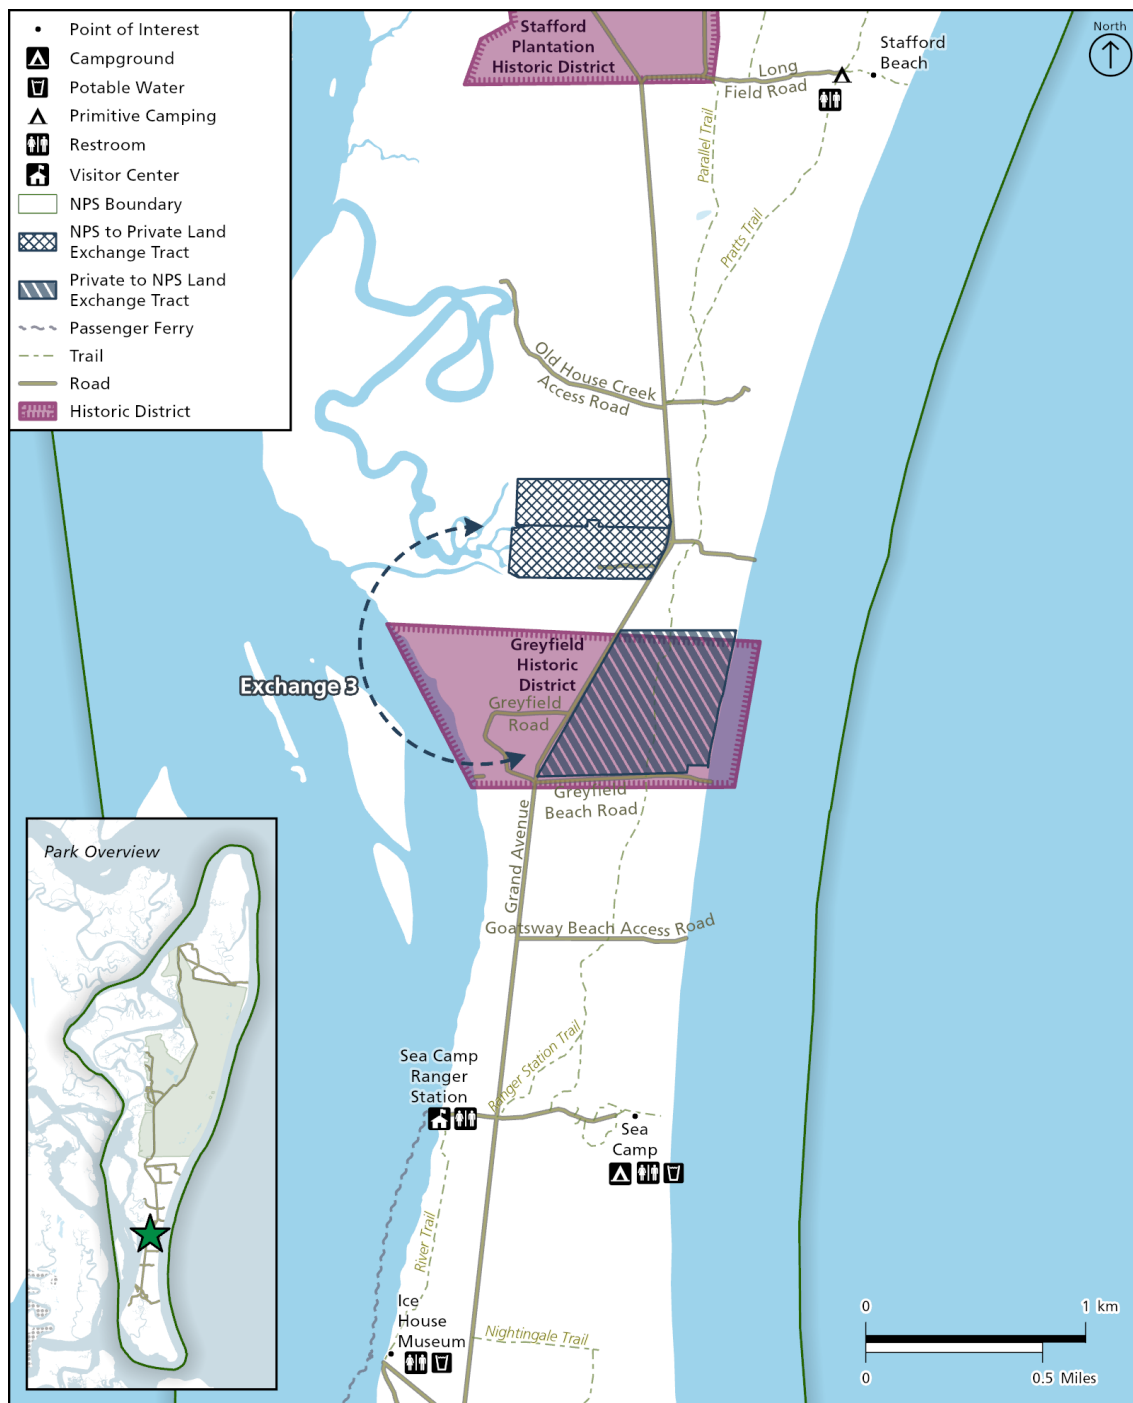 Point of Interest
Campground
Potable Water
Primitive Camping
Restroom
Visitor Center
NPS Boundary
NPS to Private Land
Exchange Tract
Private to NPS Land
Exchange Tract
Passenger Ferry
Trail
Road
Historic District
North
Stafford
Plantation
Historic District
Stafford
Beach
Long
Field Road
Parallel Trail
Pratts Trail
Old House Creek
Access Road
Greyfield
Historic
District
Exchange 3
Greyfield
Road
Greyfield
Beach Road
Grand Avenue
Goatsway Beach Access Road
Park Overview
Ranger Station Trail
Sea Camp
Ranger
Station
Sea
Camp
River Trail
Ice
House
Museum
Nightingale Trail
0
1 km
0
0.5 Miles